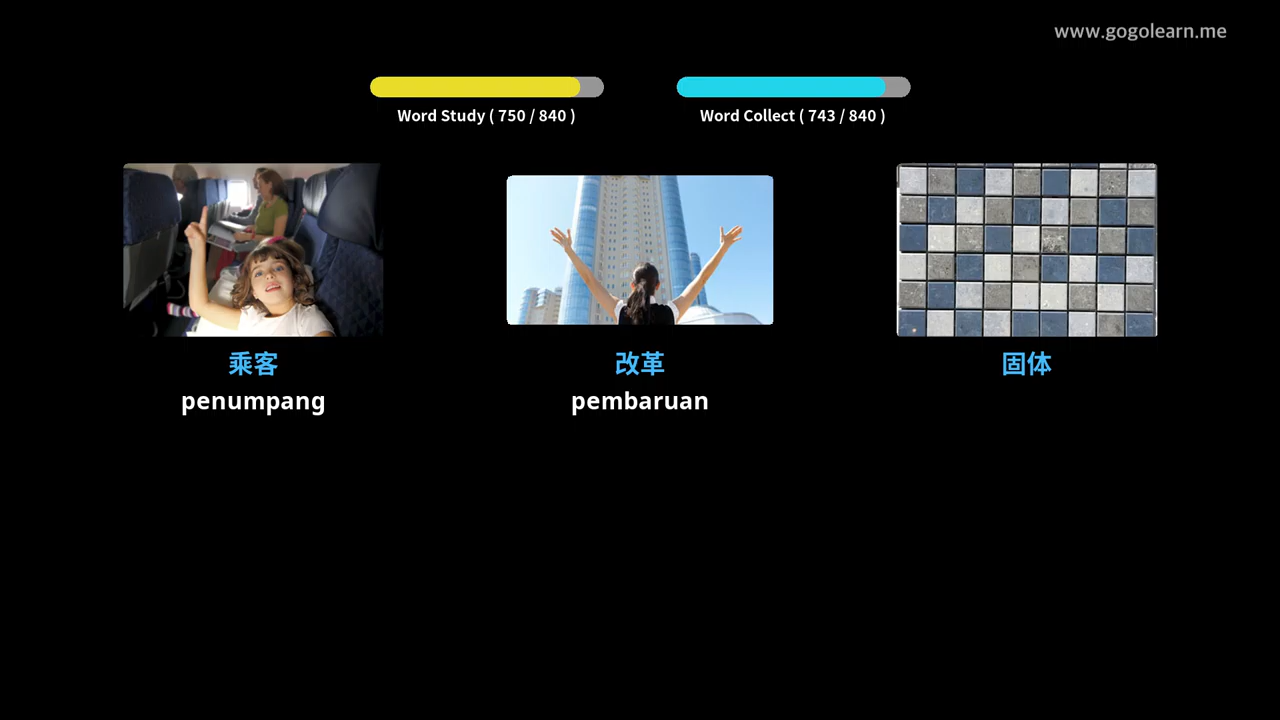 www.gogolearn.me
Word Study ( 750 / 840 )
Word Collect ( 743 / 840 )
乘客
改革
固体
penumpang
pembaruan